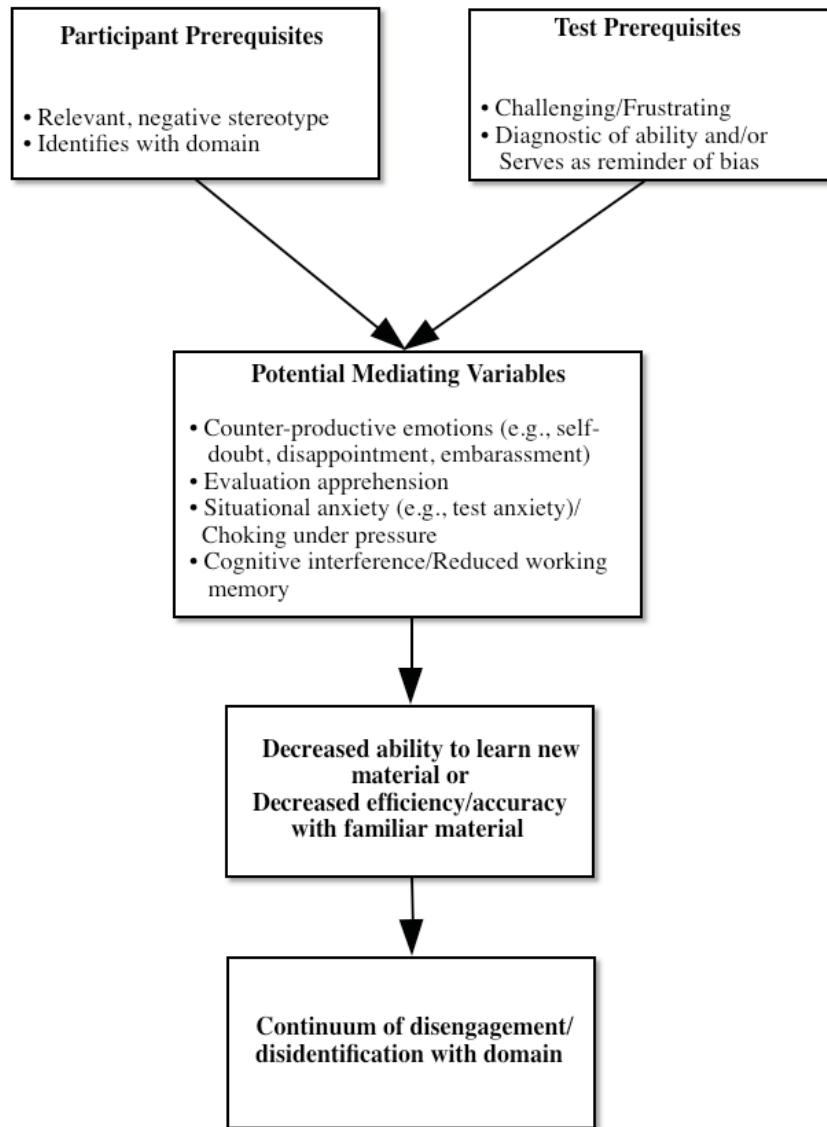 Participant Prerequisites
• Relevant, negative stereotype
• Identifies with domain
Test Prerequisites
• Challenging/Frustrating
• Diagnostic of ability and/or
Serves as reminder of bias
Potential Mediating Variables
• Counter-productive emotions (e.g., self-
doubt, disappointment, embarassment)
• Evaluation apprehension
• Situational anxiety (e.g., test anxiety)/
Choking under pressure
• Cognitive interference/Reduced working
memory
Decreased ability to learn new
material or
Decreased efficiency/accuracy
with familiar material
Continuum of disengagement/
disidentification with domain